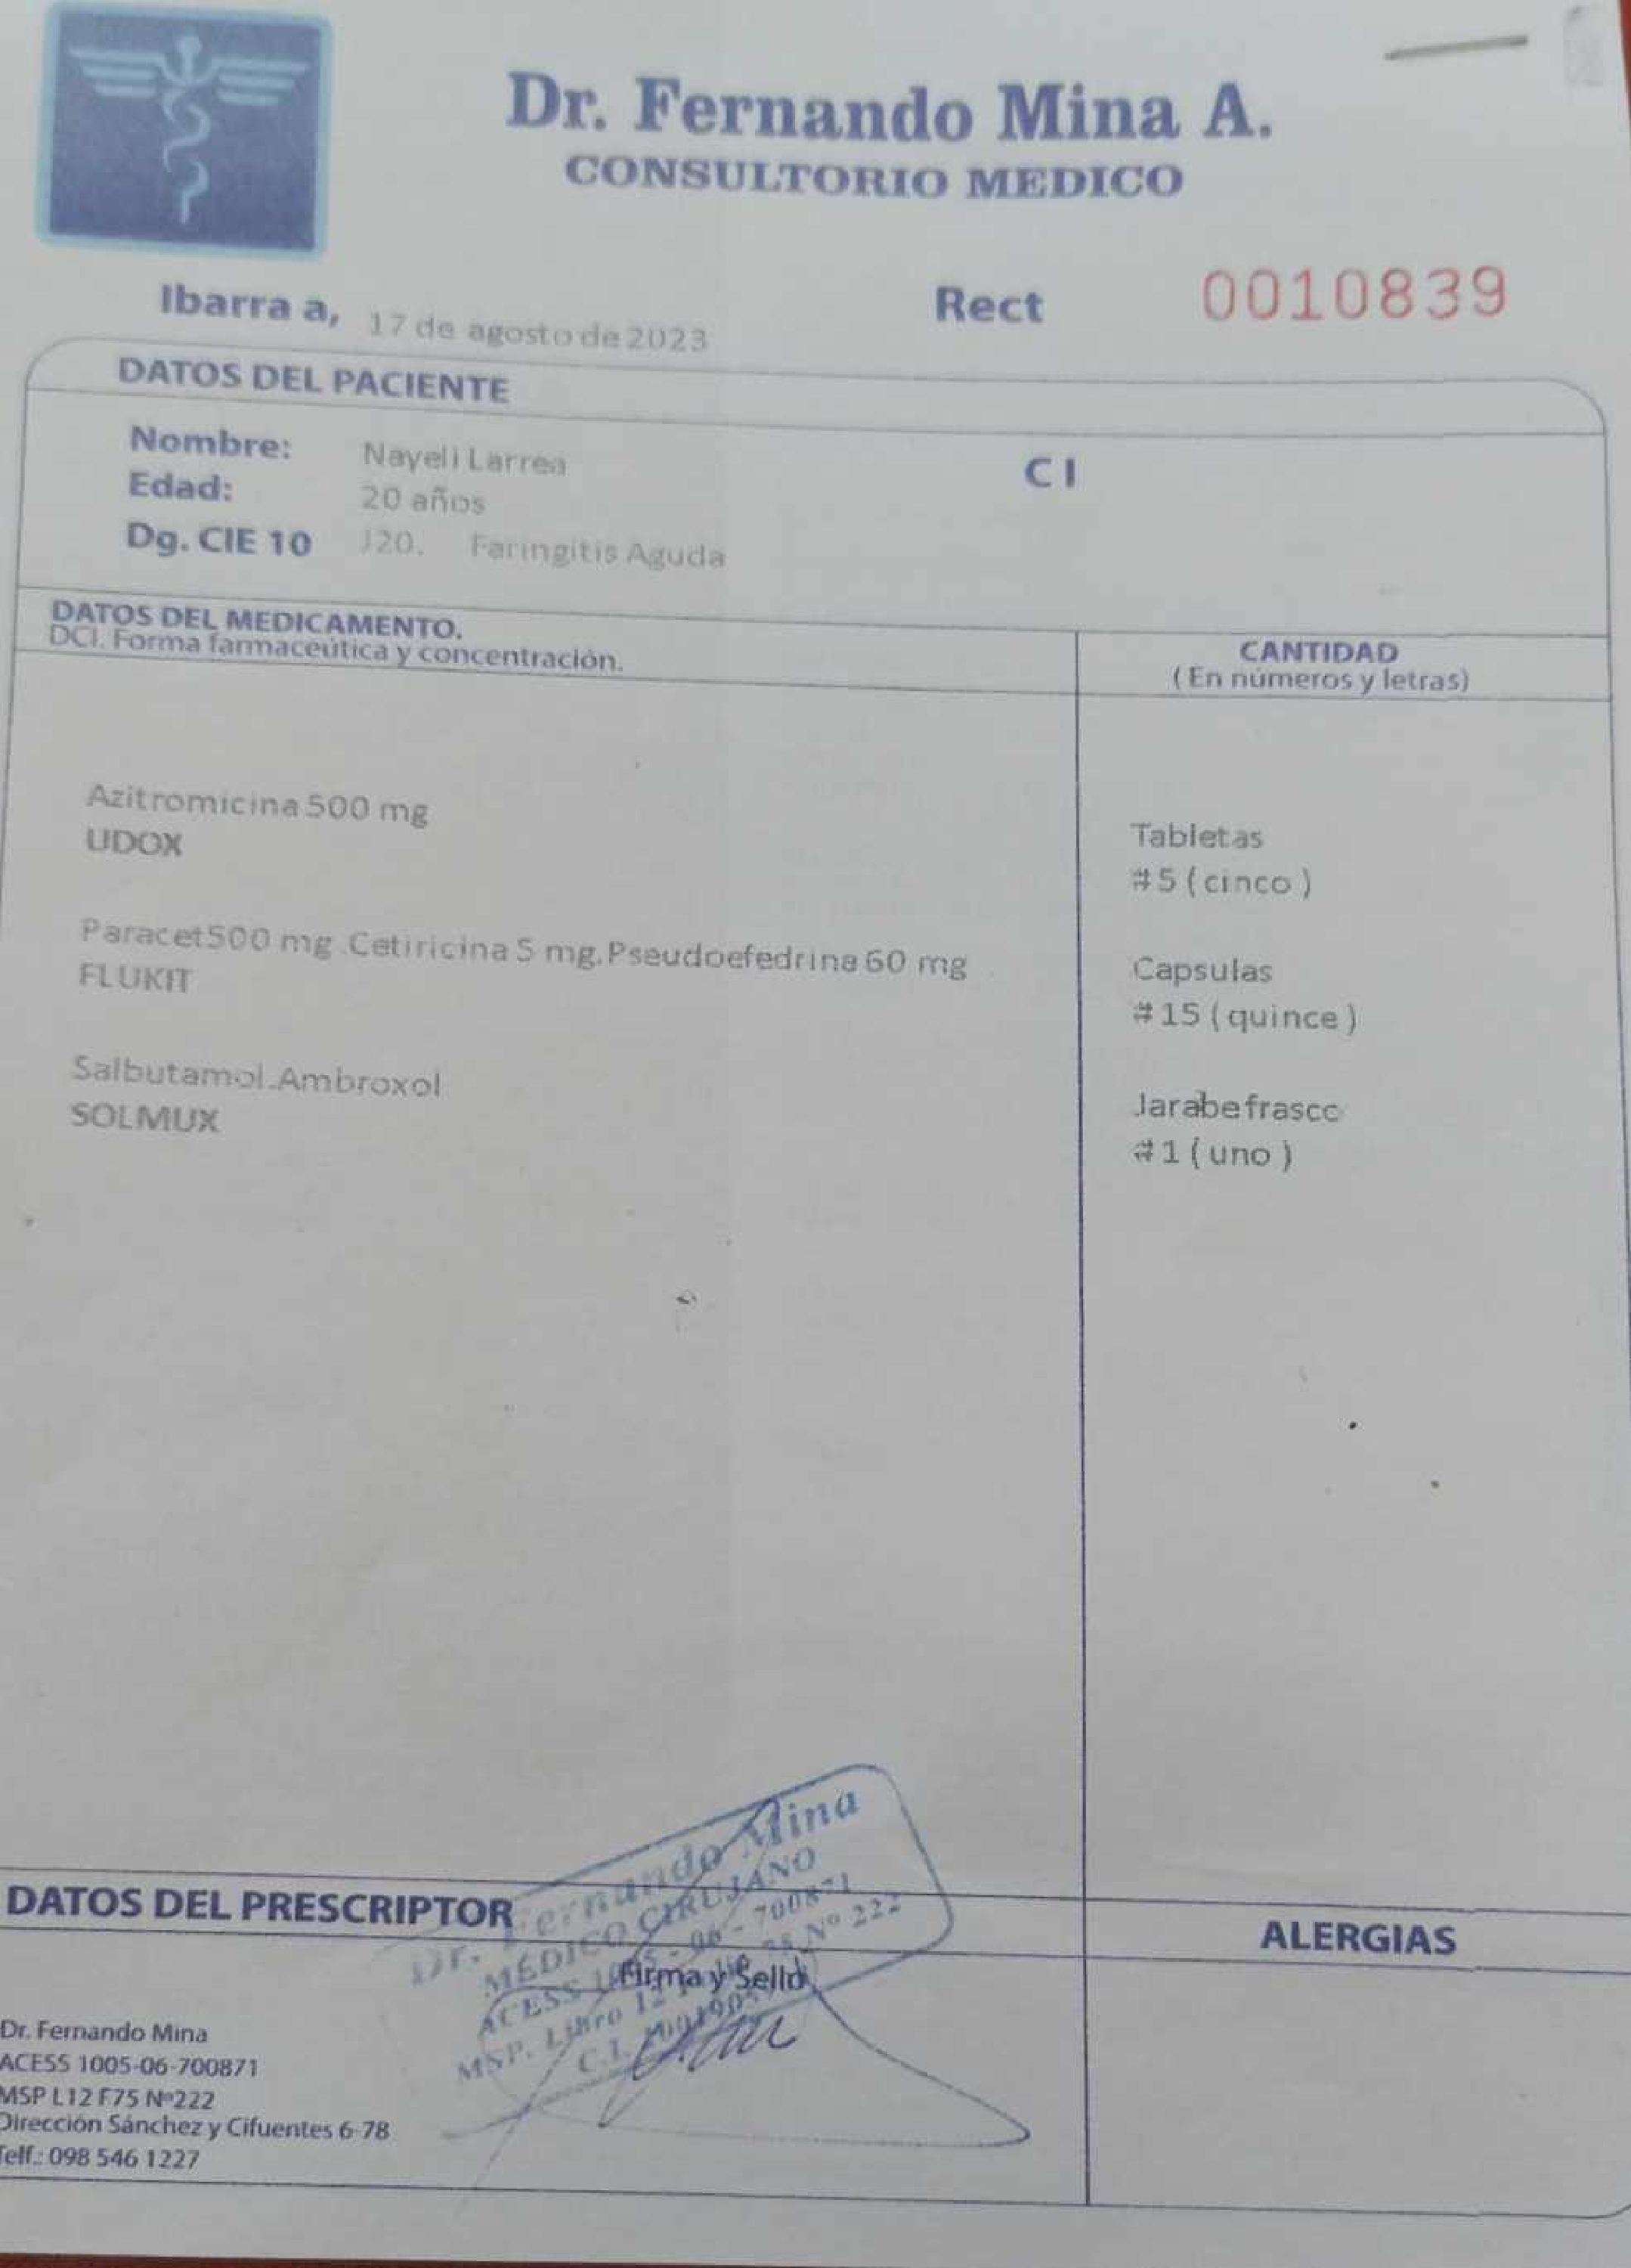 Dr. Fernando Mina A.
CONSULTORIO MEDICO
Ibarra a, 17 de agosto de 2023
Rect 0010839
DATOS DEL PACIENTE
Nombre: Nayeli Larrea
CI
Edad: 20 años
Dg. CIE 10 J20. Faringitis Aguda
DATOS DEL MEDICAMENTO.
DCI. Forma farmaceútica y concentración.
CANTIDAD
( En números y letras)
Azitromicina 500 mg
UDOX
Tabletas
#5 ( cinco )
Paracet500 mg .Cetiricina 5 mg.Pseudoefedrina 60 mg
FLUKIT
Capsulas
#15 ( quince )
Salbutamol.Ambroxol
SOLMUX
Jarabe frasco
#1 ( uno )
DATOS DEL PRESCRIPTOR
ALERGIAS
Dr. Fernando Mina
MÉDICO CIRUJANO
ACESS 1005-06-700871
MSP. Libro 12 Nº 222
C.I.
Firma y Sello
Dr. Fernando Mina
ACESS 1005-06-700871
MSP L12 F75 Nº222
Dirección Sánchez y Cifuentes 6-78
Telf.: 098 546 1227